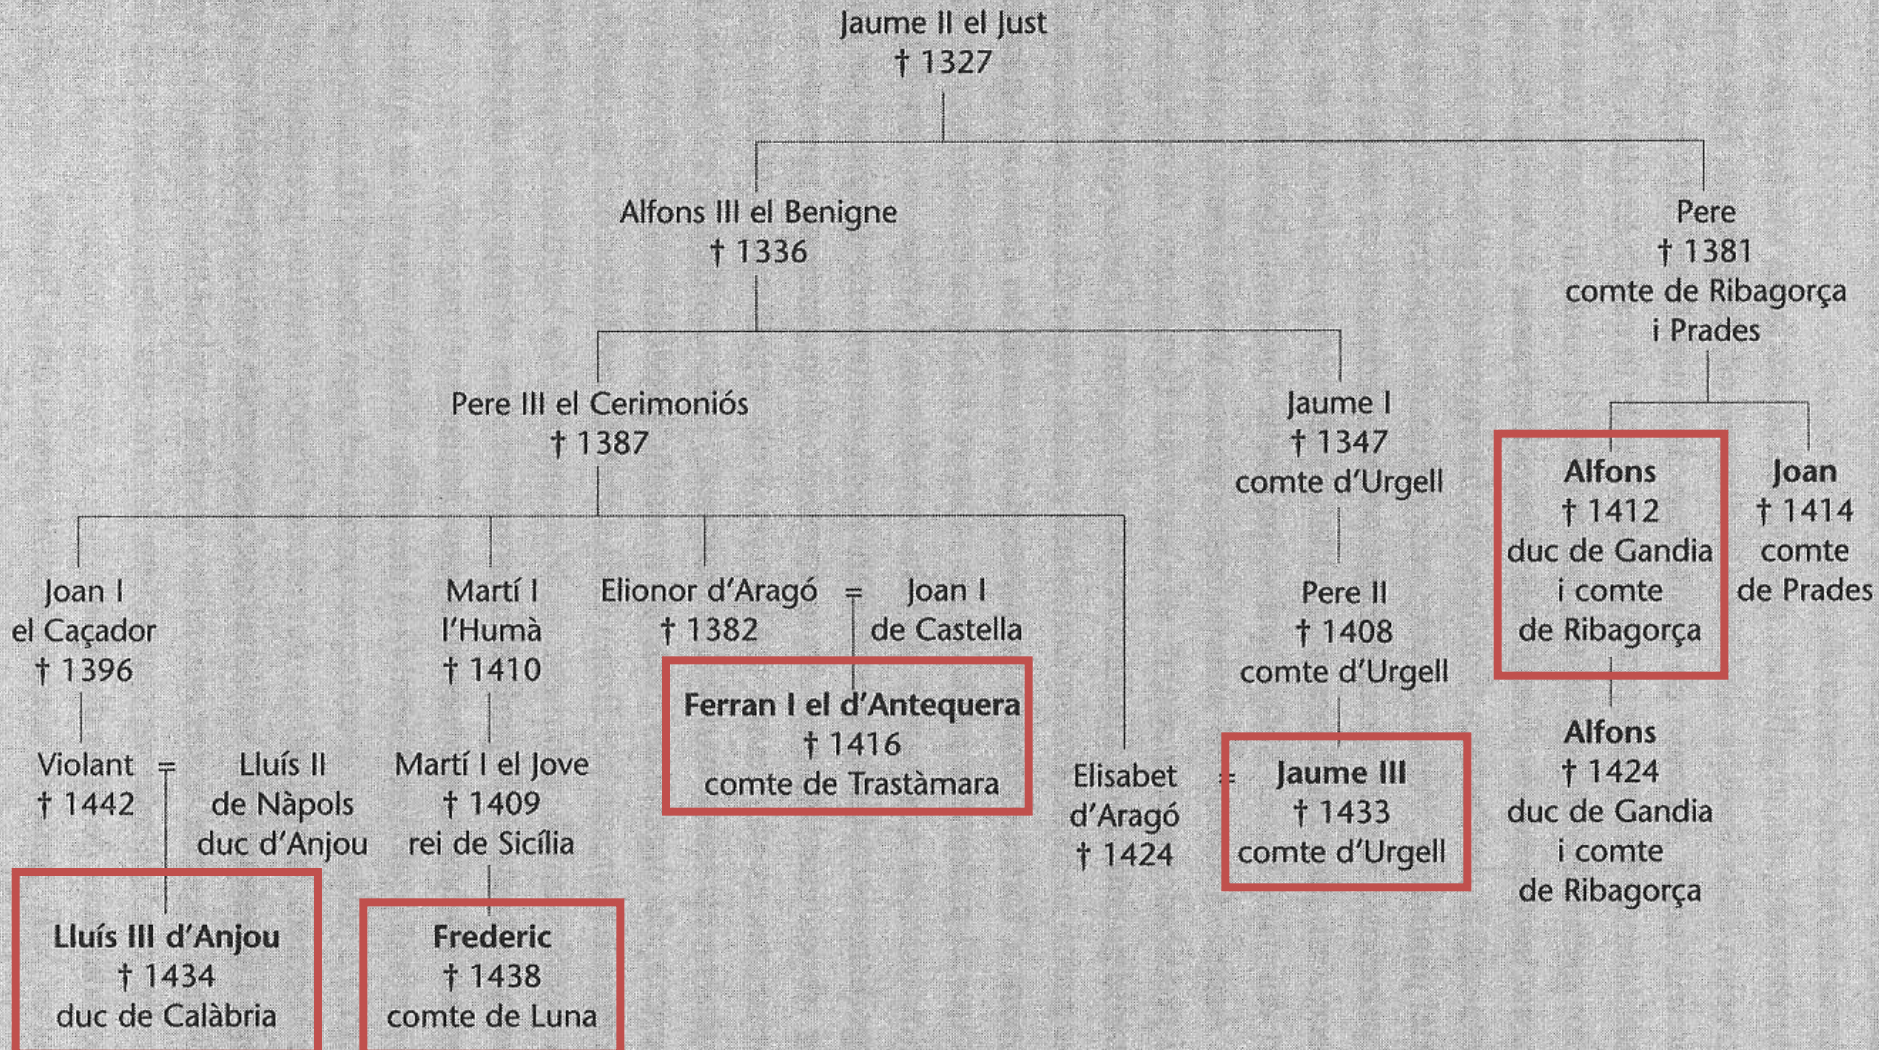 Jaume II el Just
† 1327
Alfons III el Benigne
† 1336
Pere
† 1381
comte de Ribagorça
i Prades
Pere III el Cerimoniós
† 1387
Jaume I
† 1347
comte d'Urgell
Alfons
† 1412
duc de Gandia
i comte
de Ribagorça
Joan
† 1414
comte
de Prades
Joan I
el Caçador
† 1396
Martí I
l'Humà
† 1410
Elionor d'Aragó
† 1382
=
Joan I
de Castella
Pere II
† 1408
comte d'Urgell
Ferran I el d'Antequera
† 1416
comte de Trastàmara
Violant
† 1442
=
Lluís II
de Nàpols
duc d'Anjou
Martí I el Jove
† 1409
rei de Sicília
Elisabet
d'Aragó
† 1424
=
Jaume III
† 1433
comte d'Urgell
Alfons
† 1424
duc de Gandia
i comte
de Ribagorça
Lluís III d'Anjou
† 1434
duc de Calàbria
Frederic
† 1438
comte de Luna